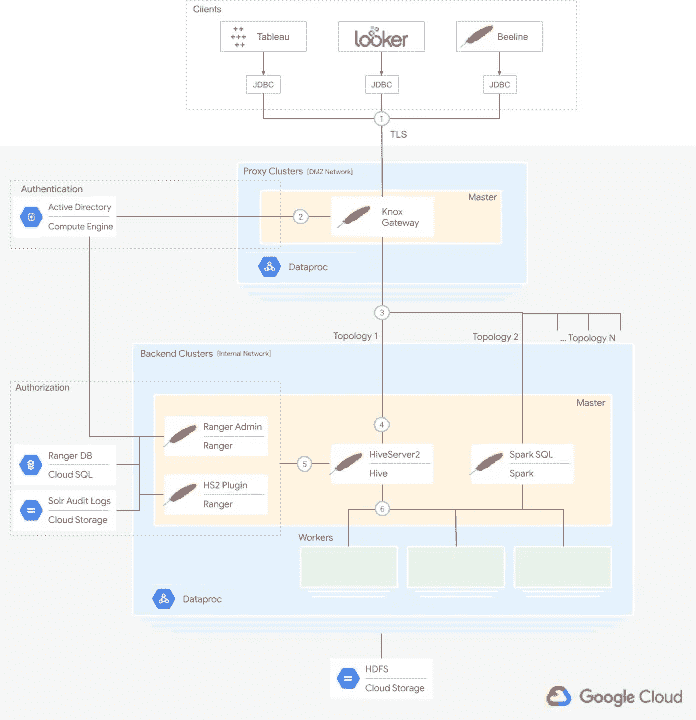 Clients
Tableau
looker
Beeline
JDBC
JDBC
JDBC
1
TLS
Proxy Clusters [DMZ Network]
Authentication
Master
Active Directory
Compute Engine
2
Knox
Gateway
Dataproc
3
Topology 1
Topology 2
... Topology N
Backend Clusters [Internal Network]
Authorization
Master
4
Ranger Admin
Ranger
HiveServer2
Hive
Spark SQL
Spark
Ranger DB
Cloud SQL
5
HS2 Plugin
Ranger
Solr Audit Logs
Cloud Storage
6
Workers
Dataproc
HDFS
Cloud Storage
Google Cloud